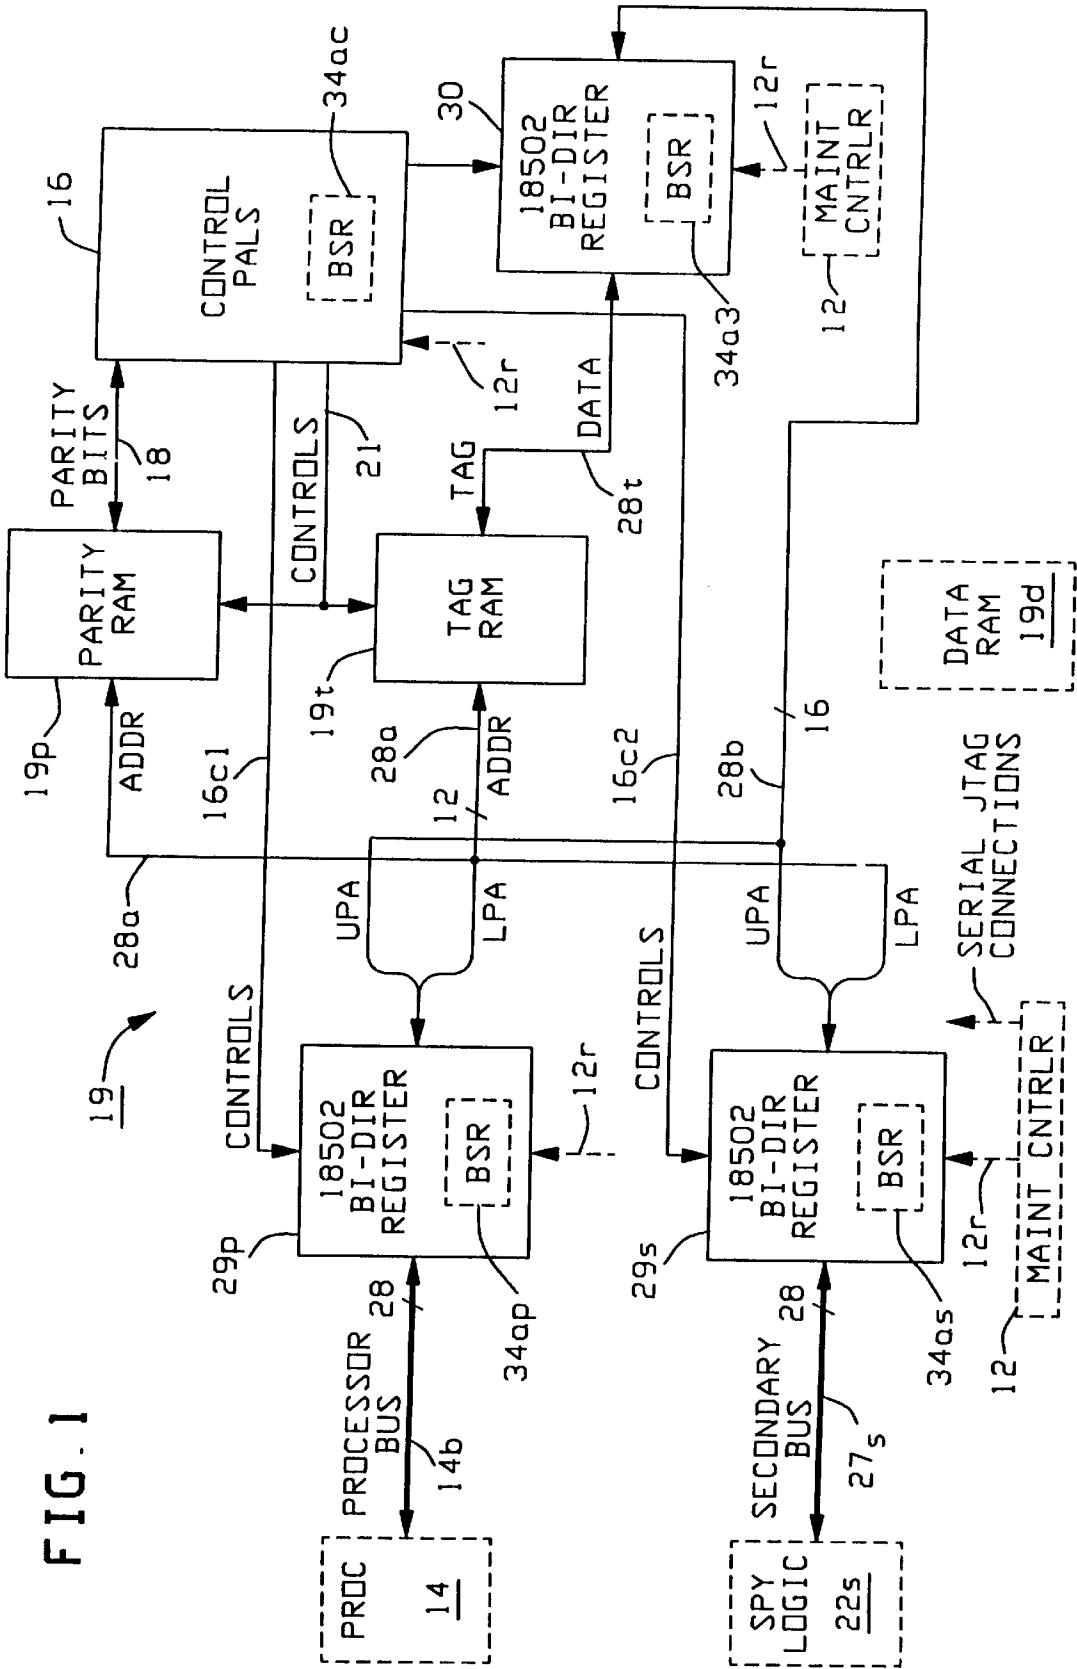 FIG. 1
19
PROC
14
PROCESSOR
BUS
14b
28
29p
18502
BI-DIR
REGISTER
BSR
34ap
12r
CONTROLS
16c1
UPA
LPA
28a
ADDR
19p
PARITY
RAM
PARITY
BITS
18
16
CONTROL
PALS
BSR
34ac
12r
CONTROLS
21
19t
TAG
RAM
28a
ADDR
12
TAG
DATA
28t
30
18502
BI-DIR
REGISTER
BSR
34a3
12r
MAINT
CNTRLR
12
SPY
LOGIC
22s
SECONDARY
BUS
27s
28
29s
18502
BI-DIR
REGISTER
BSR
34as
12r
CONTROLS
16c2
UPA
LPA
28b
16
12
MAINT CNTRLR
SERIAL JTAG
CONNECTIONS
DATA
RAM
19d